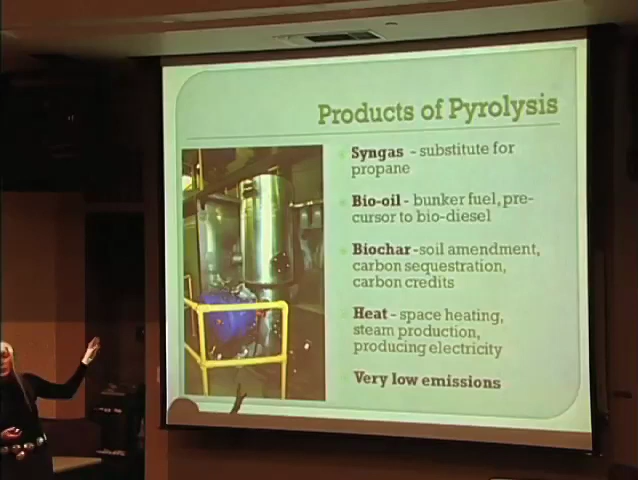 Products of Pyrolysis
Syngas - substitute for
propane
Bio-oil - bunker fuel, pre-
cursor to bio-diesel
Biochar -soil amendment,
carbon sequestration,
carbon credits
Heat - space heating,
steam production,
producing electricity
Very low emissions